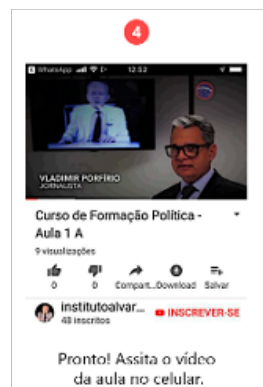 4
WhatsApp
12:52
VLADIMIR PORFÍRIO
JORNALISTA
Curso de Formação Política -
Aula 1 A
9 visualizações
0 0 Compart... Download Salvar
institutoalvar...
48 inscritos
INSCREVER-SE
Pronto! Assita o vídeo
da aula no celular.